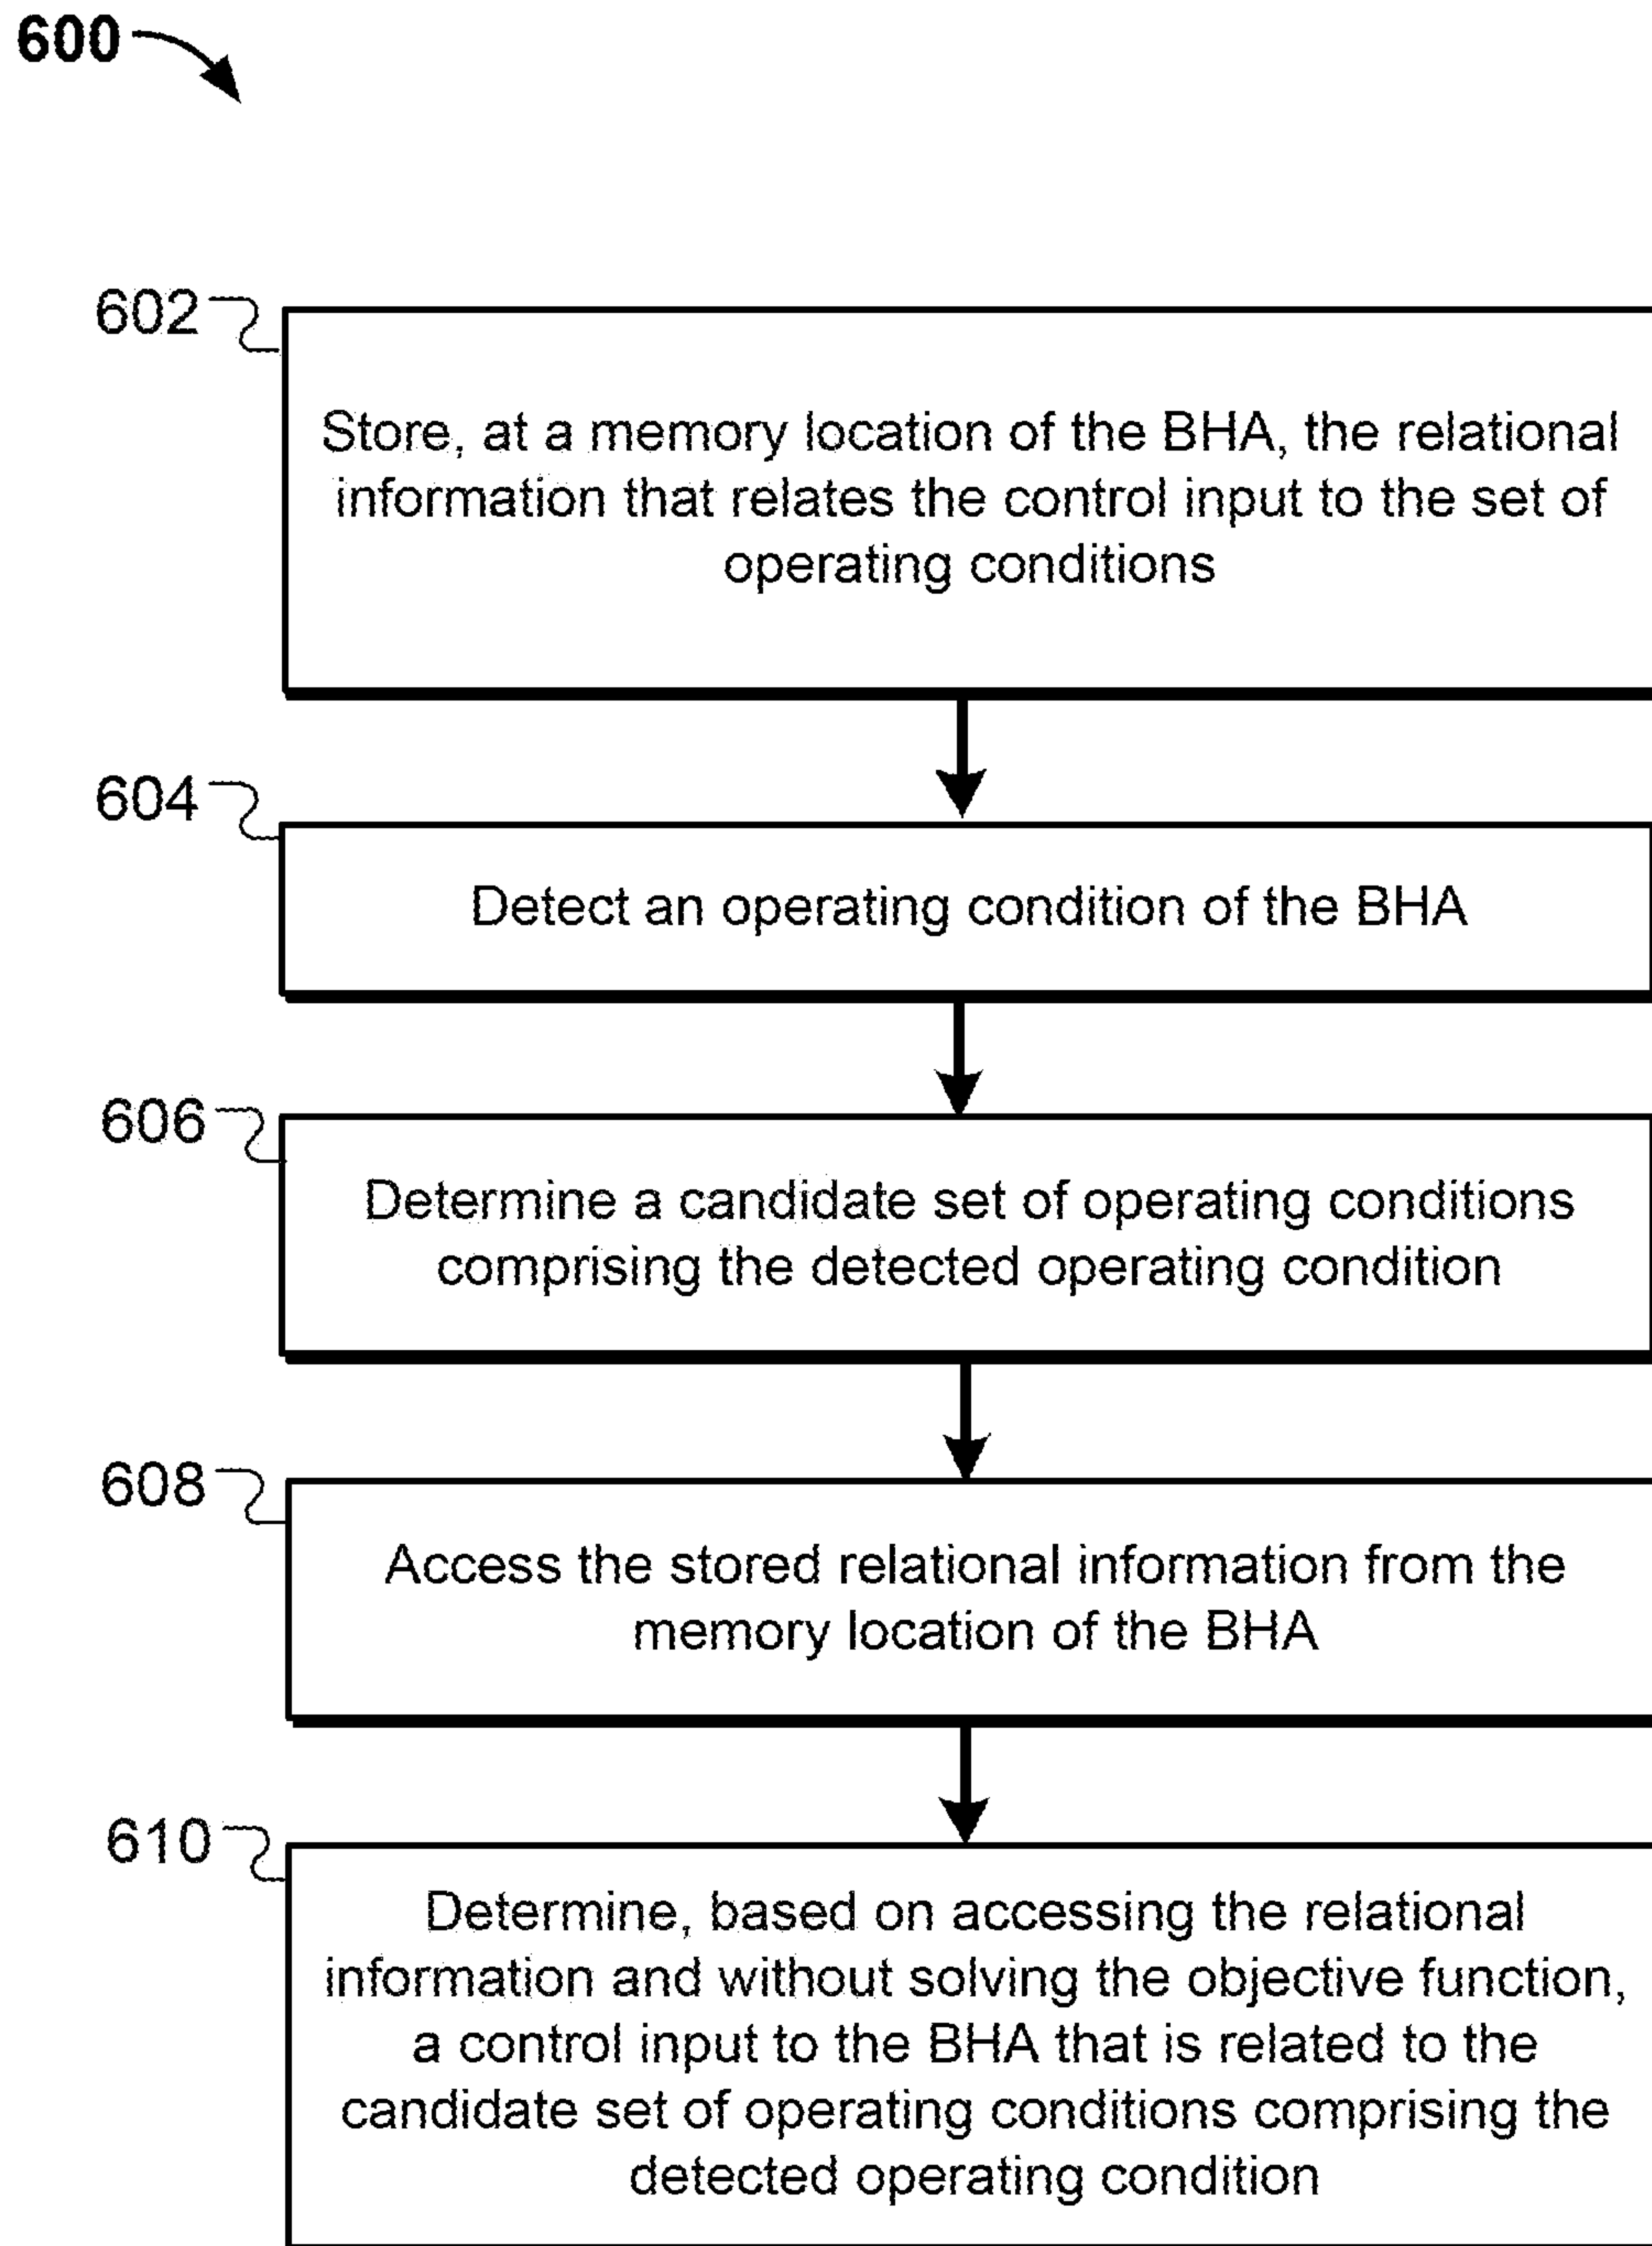 600
602
Store, at a memory location of the BHA, the relational
information that relates the control input to the set of
operating conditions
604
Detect an operating condition of the BHA
606
Determine a candidate set of operating conditions
comprising the detected operating condition
608
Access the stored relational information from the
memory location of the BHA
610
Determine, based on accessing the relational
information and without solving the objective function,
a control input to the BHA that is related to the
candidate set of operating conditions comprising the
detected operating condition